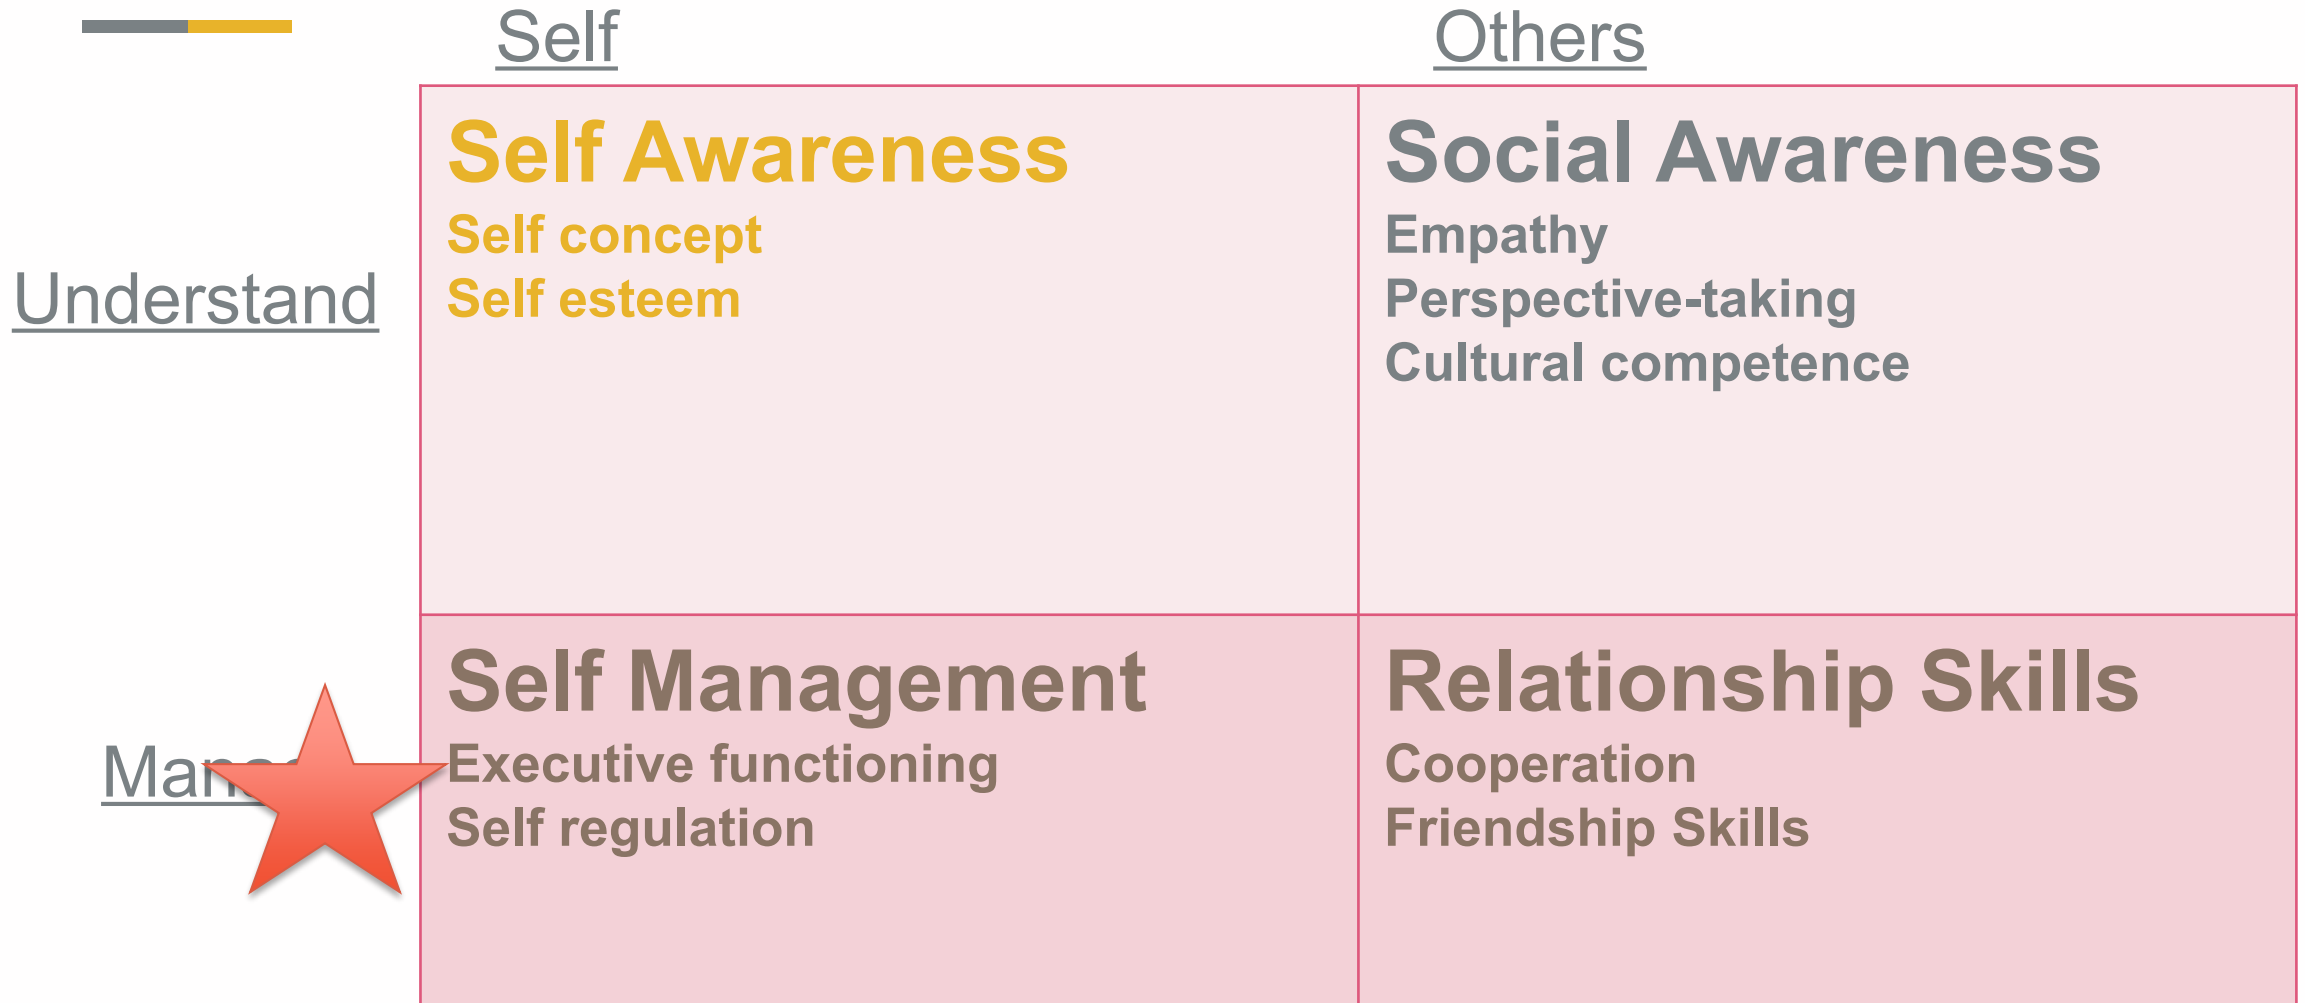 Self
Others
Self Awareness
Self concept
Self esteem
Social Awareness
Empathy
Perspective-taking
Cultural competence
Understand
Self Management
Executive functioning
Self regulation
Relationship Skills
Cooperation
Friendship Skills